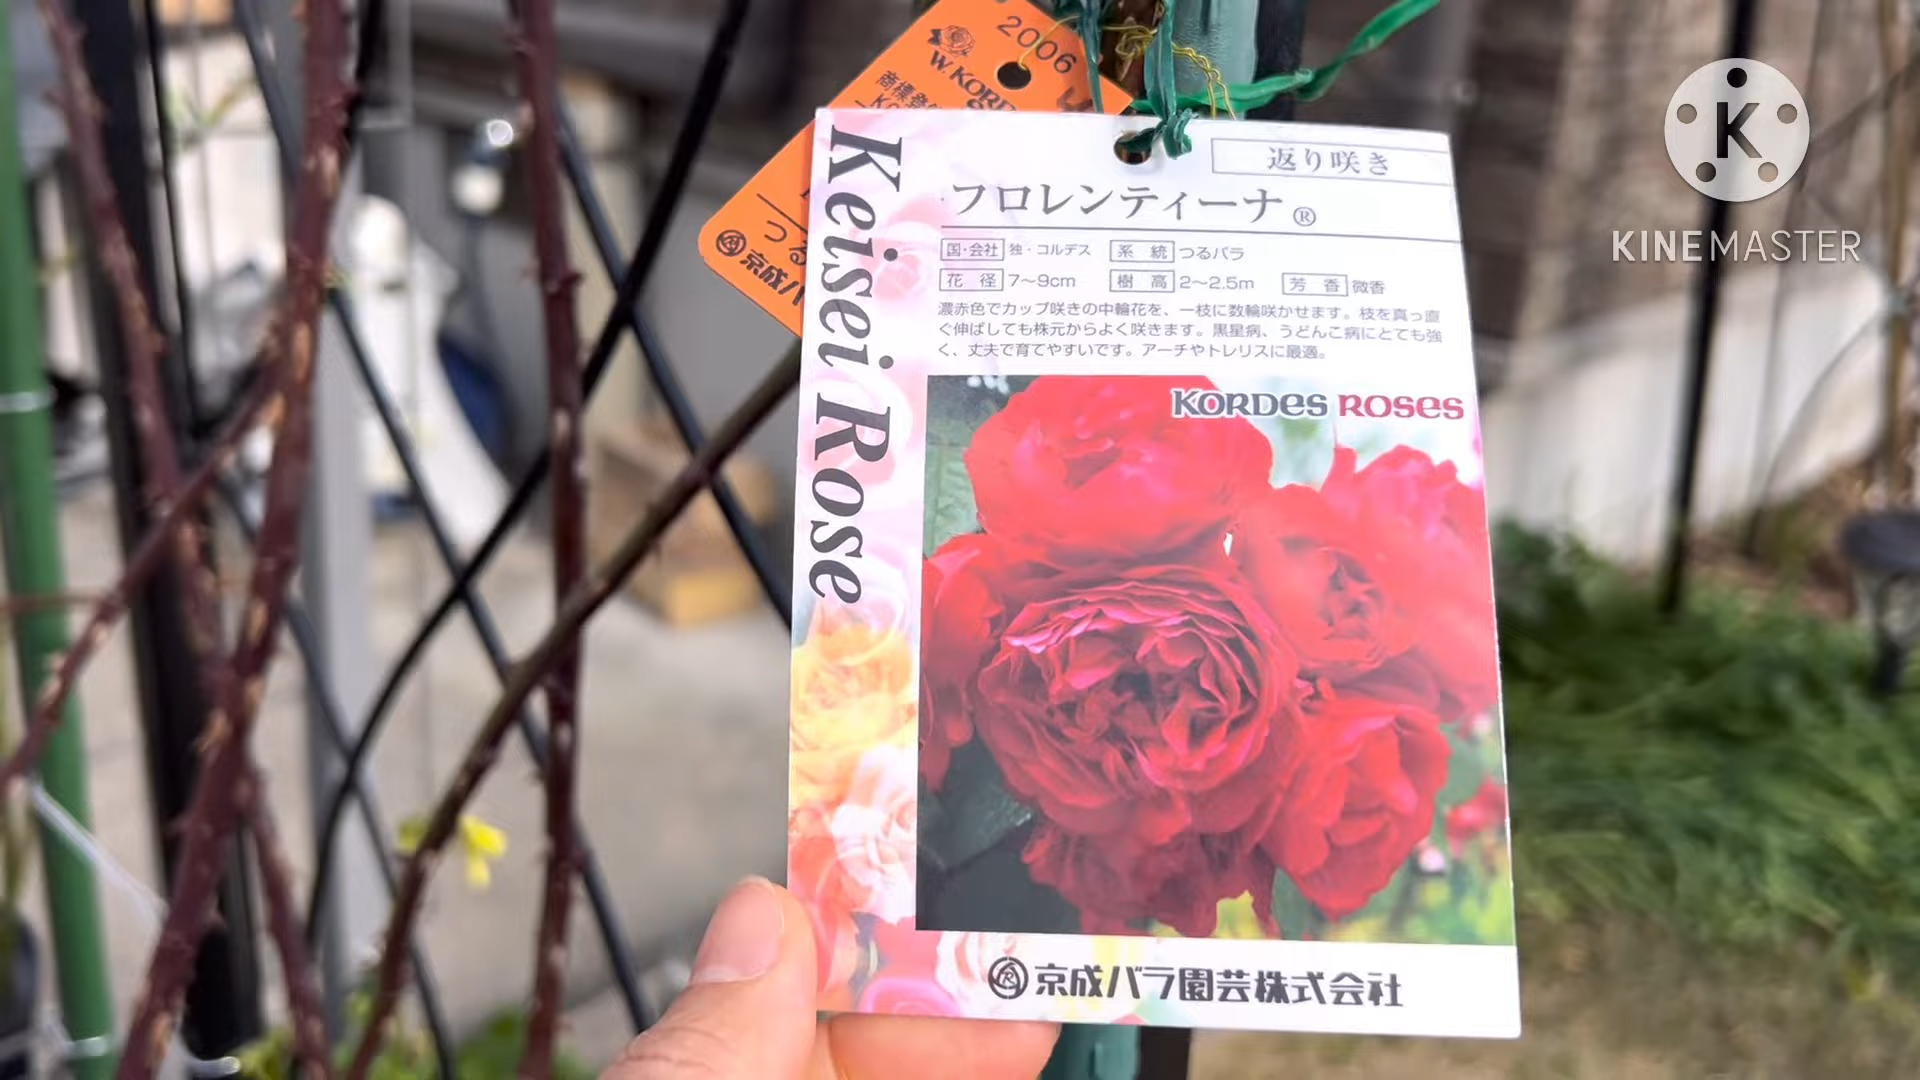 2006
W. KORD
商標登
つる
京成バ
Keisei Rose
返り咲き
フロレンティーナ®
国・会社 独・コルデス 系統 つるバラ
花径 7〜9cm 樹高 2〜2.5m 芳香 微香
濃赤色でカップ咲きの中輪花を、一枝に数輪咲かせます。枝を真っ直
ぐ伸ばしても株元からよく咲きます。黒星病、うどんこ病にとても強
く、丈夫で育てやすいです。アーチやトレリスに最適。
KORDES ROSES
京成バラ園芸株式会社
K
KINEMASTER